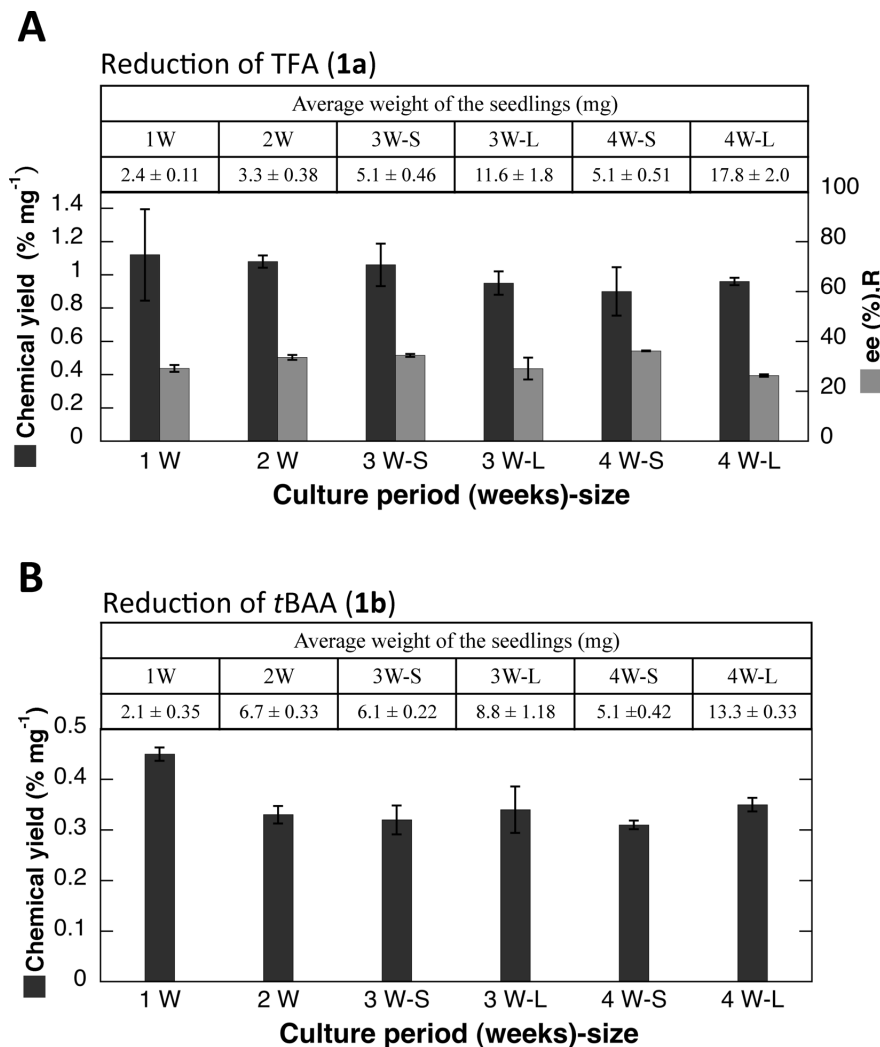 A
Reduction of TFA (1a)
Average weight of the seedlings (mg)
1W 2W 3W-S 3W-L 4W-S 4W-L
2.4 ± 0.11 3.3 ± 0.38 5.1 ± 0.46 11.6 ± 1.8 5.1 ± 0.51 17.8 ± 2.0
Chemical yield (% mg-1)
1.4
1.2
1
0.8
0.6
0.4
0.2
0
100
80
60
40
20
0
ee (%),R
1 W 2 W 3 W-S 3 W-L 4 W-S 4 W-L
Culture period (weeks)-size
B
Reduction of tBAA (1b)
Average weight of the seedlings (mg)
1W 2W 3W-S 3W-L 4W-S 4W-L
2.1 ± 0.35 6.7 ± 0.33 6.1 ± 0.22 8.8 ± 1.18 5.1 ±0.42 13.3 ± 0.33
Chemical yield (% mg-1)
0.5
0.4
0.3
0.2
0.1
0
1 W 2 W 3 W-S 3 W-L 4 W-S 4 W-L
Culture period (weeks)-size